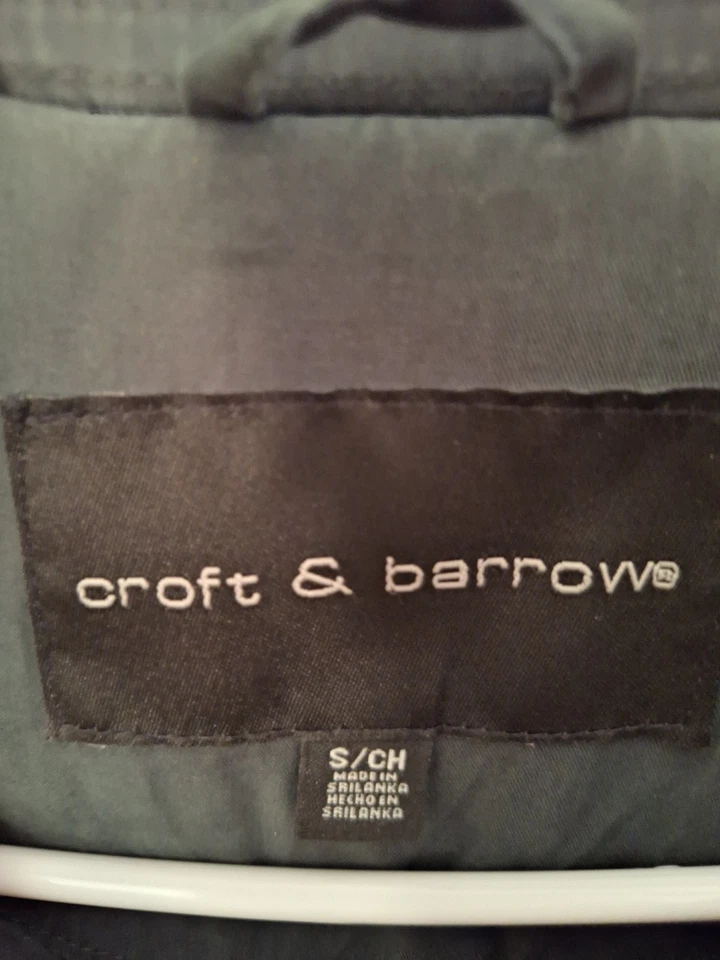 croft & barrow®
S/CH
MADE IN
SRILANKA
HECHO EN
SRILANKA